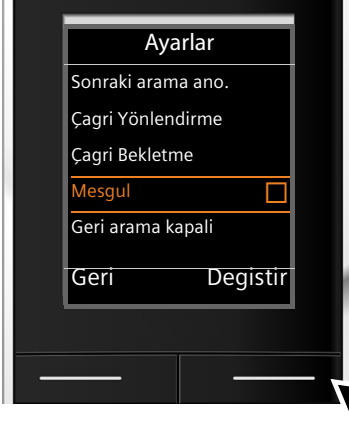 Ayarlar
Sonraki arama ano.
Çagri Yönlendirme
Çagri Bekletme
Mesgul
Geri arama kapali
Geri Degistir